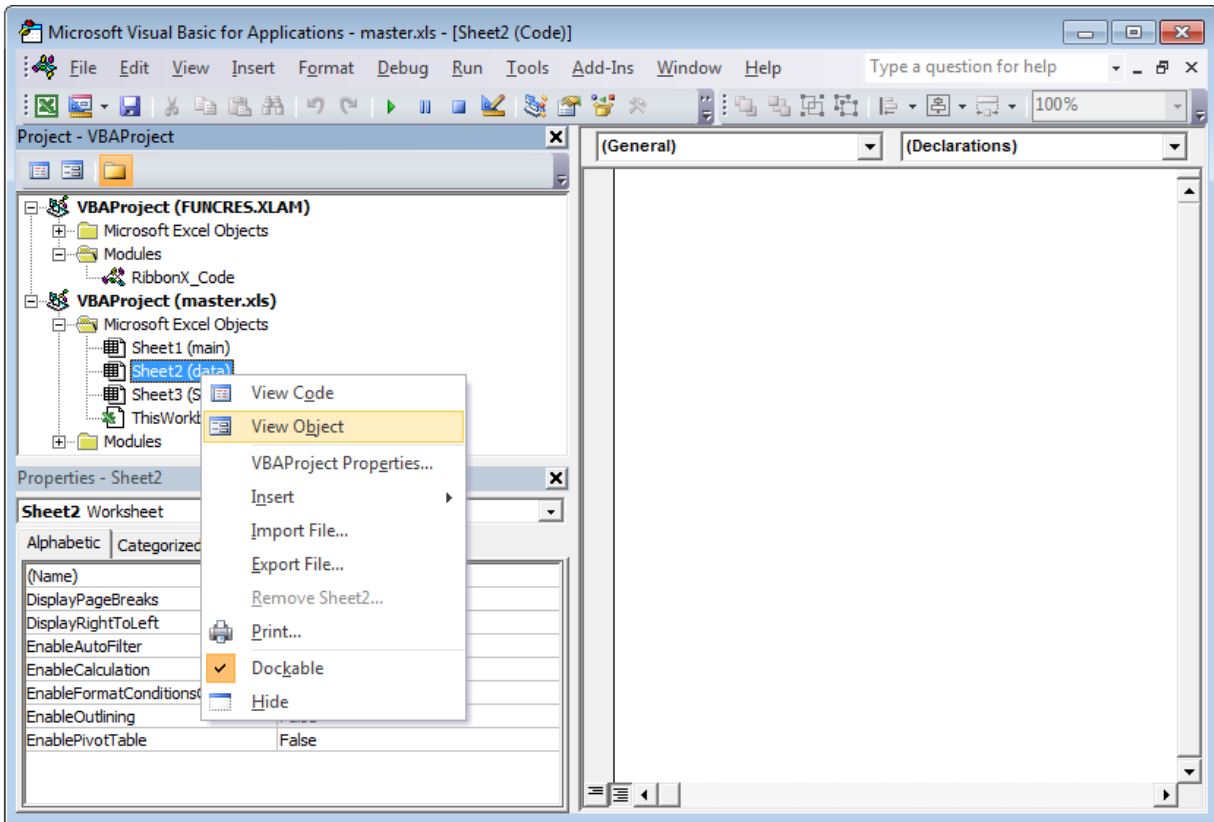 Microsoft Visual Basic for Applications - master.xls - [Sheet2 (Code)]
File Edit View Insert Format Debug Run Tools Add-Ins Window Help Type a question for help
100%
Project - VBAProject
(General) (Declarations)
VBAProject (FUNCRES.XLAM)
Microsoft Excel Objects
Modules
RibbonX_Code
VBAProject (master.xls)
Microsoft Excel Objects
Sheet1 (main)
Sheet2 (data)
Sheet3 (S
ThisWorkb
Modules
View Code
View Object
VBAProject Properties...
Insert
Import File...
Export File...
Remove Sheet2...
Print...
Dockable
Hide
Properties - Sheet2
Sheet2 Worksheet
Alphabetic Categorized
(Name)
DisplayPageBreaks
DisplayRightToLeft
EnableAutoFilter
EnableCalculation
EnableFormatConditions
EnableOutlining
EnablePivotTable False